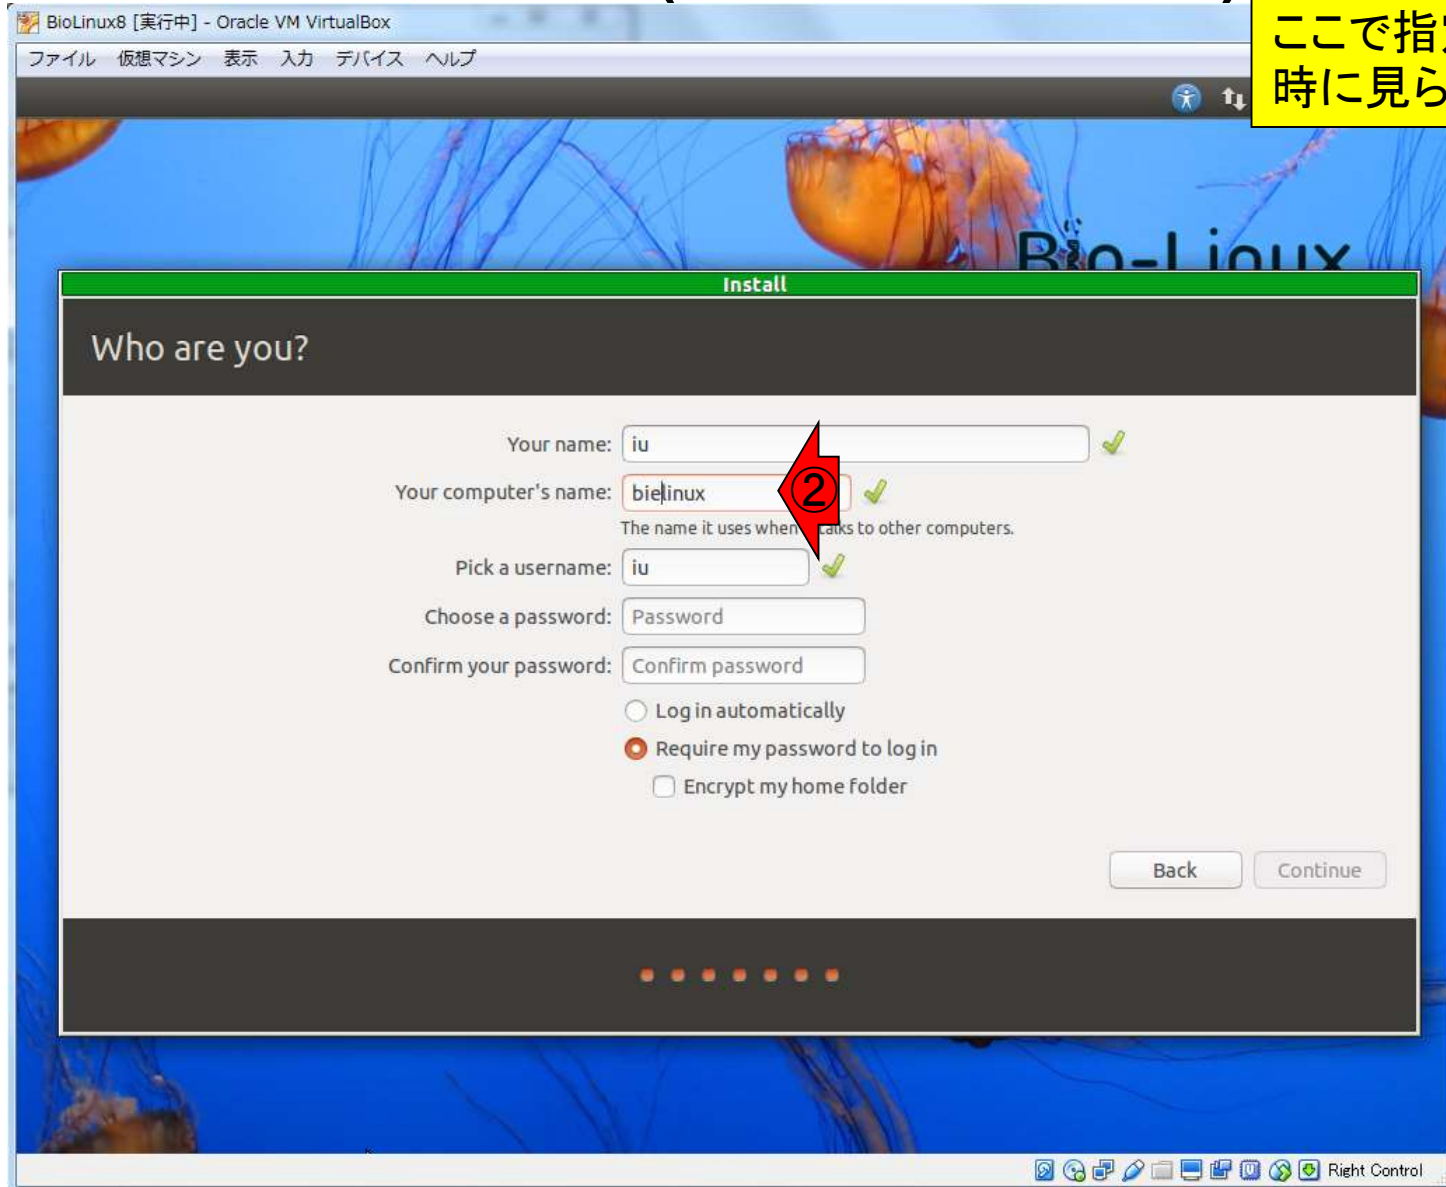 BioLinux8 [実行中] - Oracle VM VirtualBox
ここで指
時に見ら
ファイル 仮想マシン 表示 入力 デバイス ヘルプ
Bio-Linux
Install
Who are you?
Your name: iu
Your computer's name: bielinux
②
The name it uses when talks to other computers.
Pick a username: iu
Choose a password: Password
Confirm your password: Confirm password
Log in automatically
Require my password to log in
Encrypt my home folder
Back Continue
Right Control